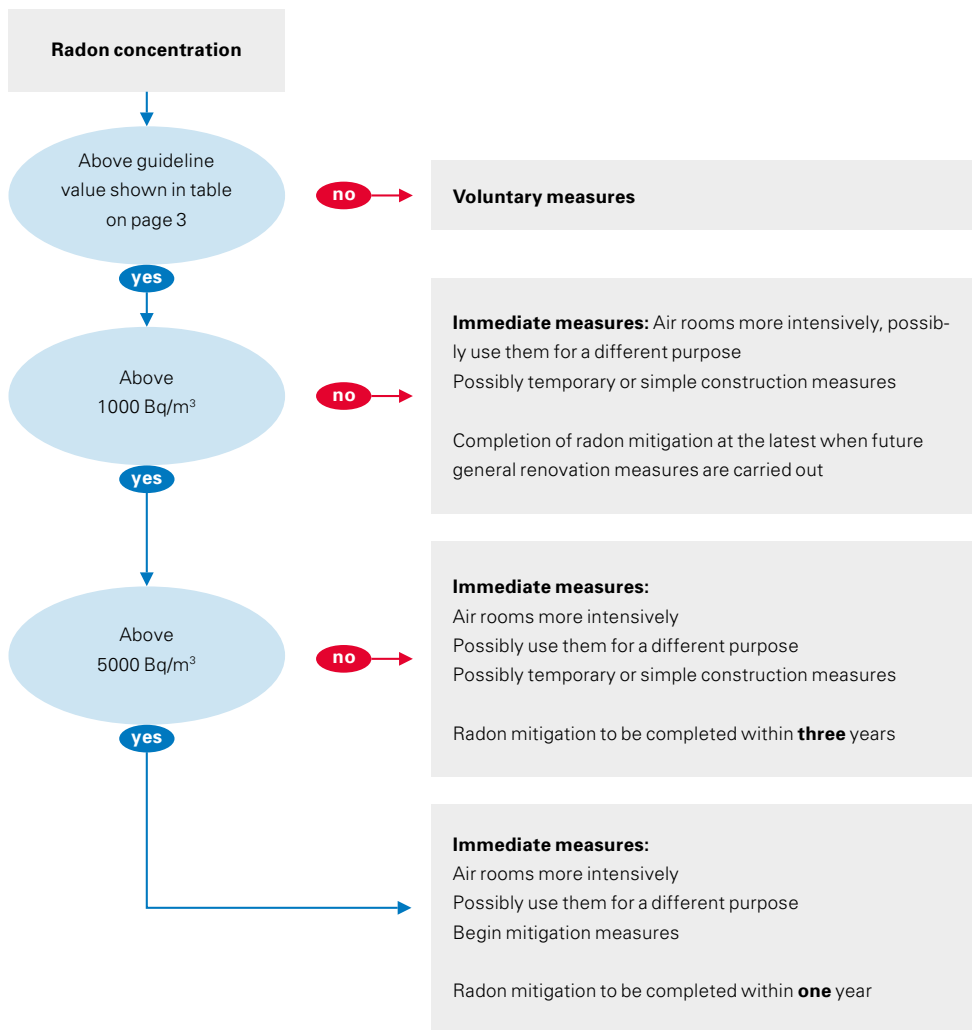 Radon concentration
Above guideline
value shown in table
on page 3
no
Voluntary measures
yes
Above
1000 Bq/m³
no
Immediate measures: Air rooms more intensively, possib-
ly use them for a different purpose
Possibly temporary or simple construction measures
Completion of radon mitigation at the latest when future
general renovation measures are carried out
yes
Above
5000 Bq/m³
no
Immediate measures:
Air rooms more intensively
Possibly use them for a different purpose
Possibly temporary or simple construction measures
Radon mitigation to be completed within three years
yes
Immediate measures:
Air rooms more intensively
Possibly use them for a different purpose
Begin mitigation measures
Radon mitigation to be completed within one year